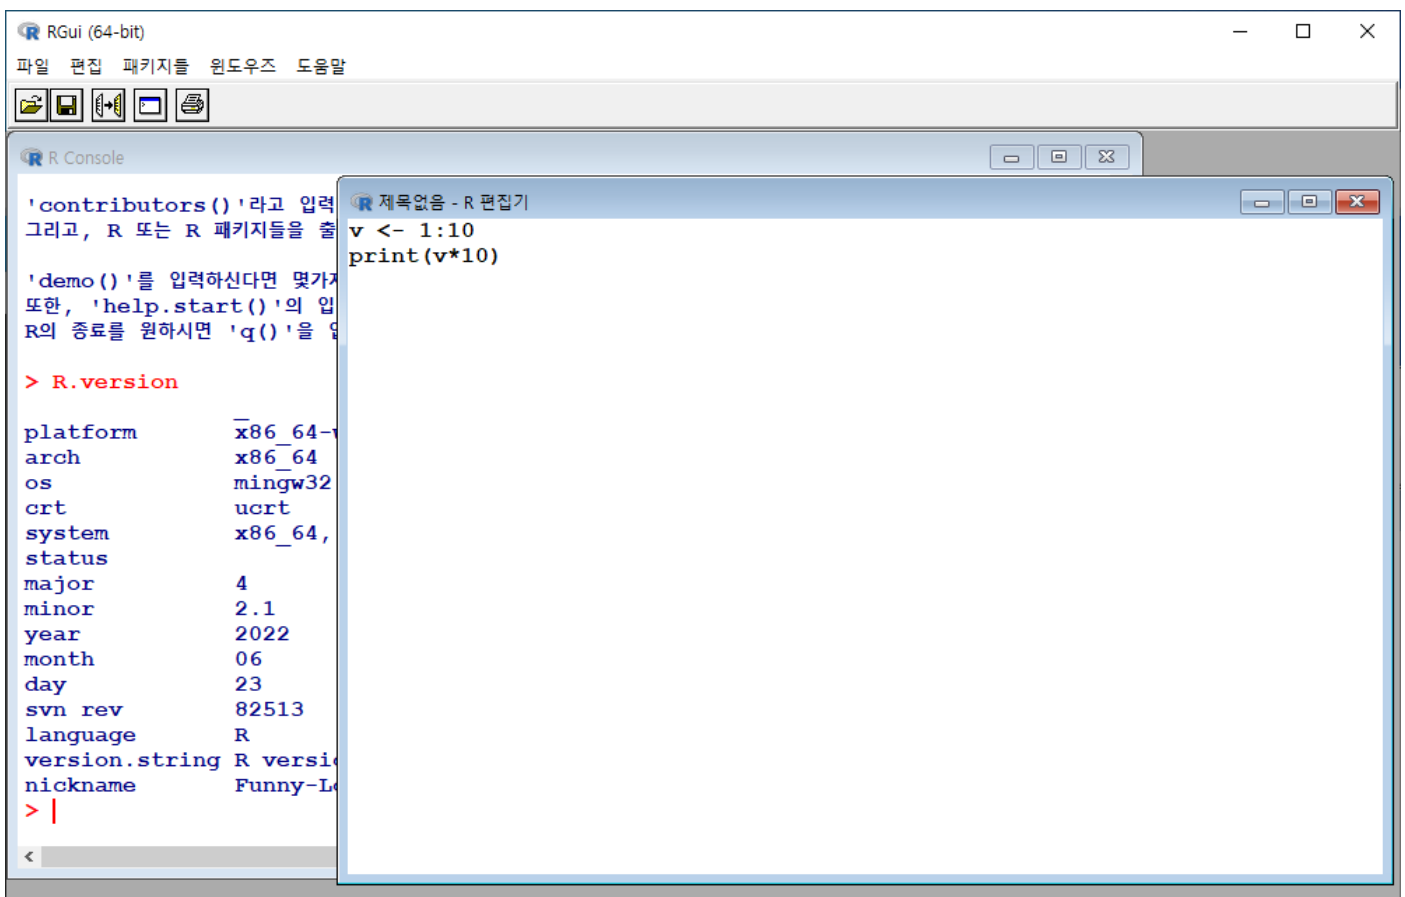 RGui (64-bit)
파일 편집 패키지들 윈도우즈 도움말
R Console
'contributors()'라고 입력
그리고, R 또는 R 패키지들을 출
'demo()'를 입력하신다면 몇가지
또한, 'help.start()'의 입
R의 종료를 원하시면 'q()'을 입
> R.version
_
platform x86_64-w
arch x86_64
os mingw32
crt ucrt
system x86_64,
status
major 4
minor 2.1
year 2022
month 06
day 23
svn rev 82513
language R
version.string R versio
nickname Funny-Lo
>
제목없음 - R 편집기
v <- 1:10
print(v*10)